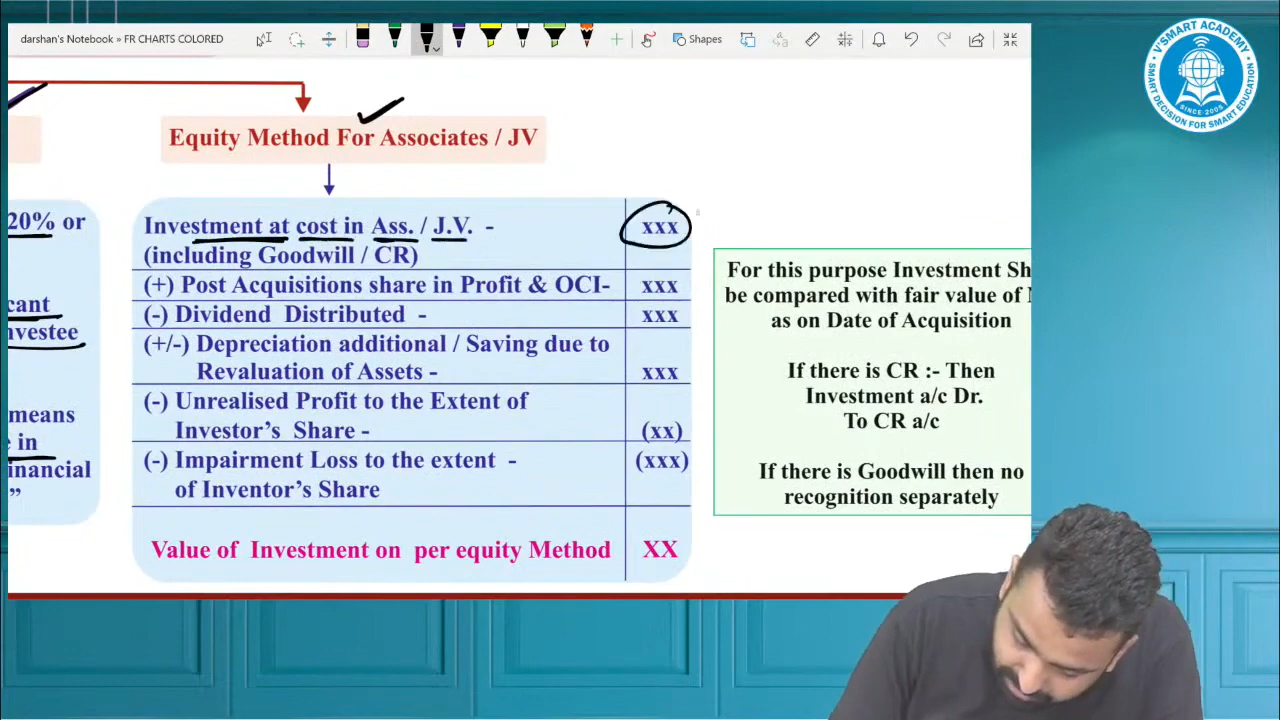 darshan's Notebook » FR CHARTS COLORED
Shapes
V'SMART ACADEMY
SMART DECISION FOR SMART EDUCATION
SINCE-2005
Equity Method For Associates / JV
20% or
means
in
financial
”
Investment at cost in Ass. / J.V. - xxx
(including Goodwill / CR)
(+) Post Acquisitions share in Profit & OCI- xxx
(-) Dividend Distributed - xxx
(+/-) Depreciation additional / Saving due to
Revaluation of Assets - xxx
(-) Unrealised Profit to the Extent of
Investor's Share - (xx)
(-) Impairment Loss to the extent - (xxx)
of Inventor's Share
Value of Investment on per equity Method XX
For this purpose Investment Sh
be compared with fair value of
as on Date of Acquisition
If there is CR :- Then
Investment a/c Dr.
To CR a/c
If there is Goodwill then no
recognition separately